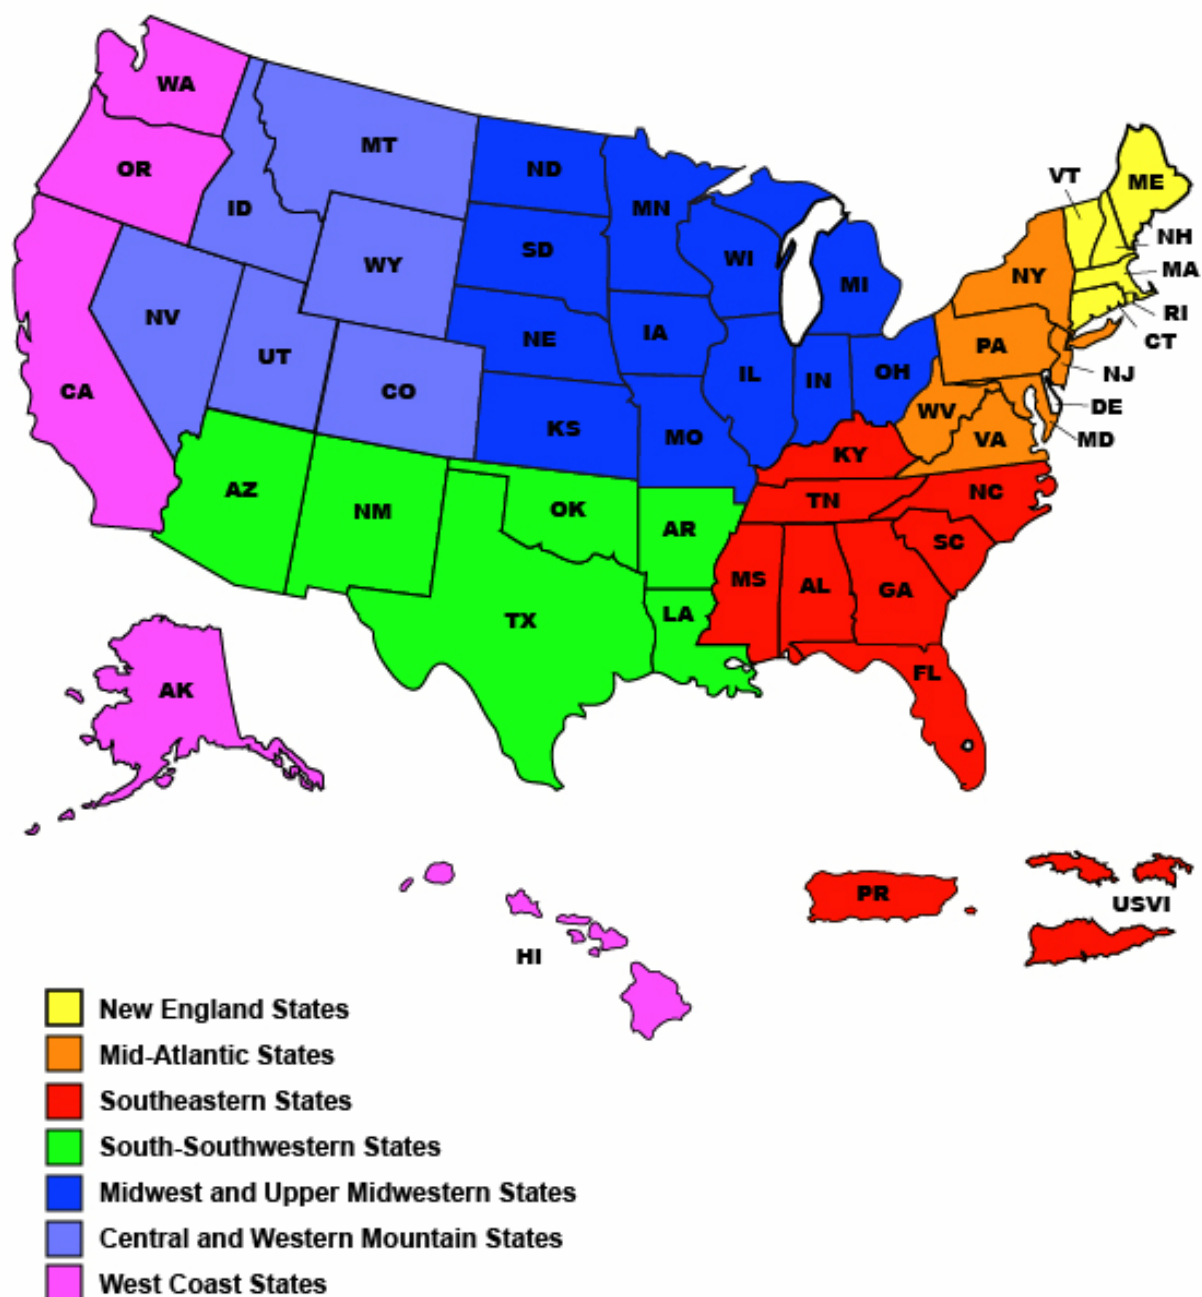 WA
MT
ND
OR
ID
MN
VT
ME
SD
WI
NH
WY
MI
NY
MA
NV
RI
NE
IA
CT
UT
PA
CO
IL
IN
OH
NJ
CA
DE
KS
MO
WV
VA
MD
KY
AZ
NM
OK
TN
NC
AR
SC
MS
AL
GA
TX
LA
FL
AK
PR
USVI
HI
New England States
Mid-Atlantic States
Southeastern States
South-Southwestern States
Midwest and Upper Midwestern States
Central and Western Mountain States
West Coast States